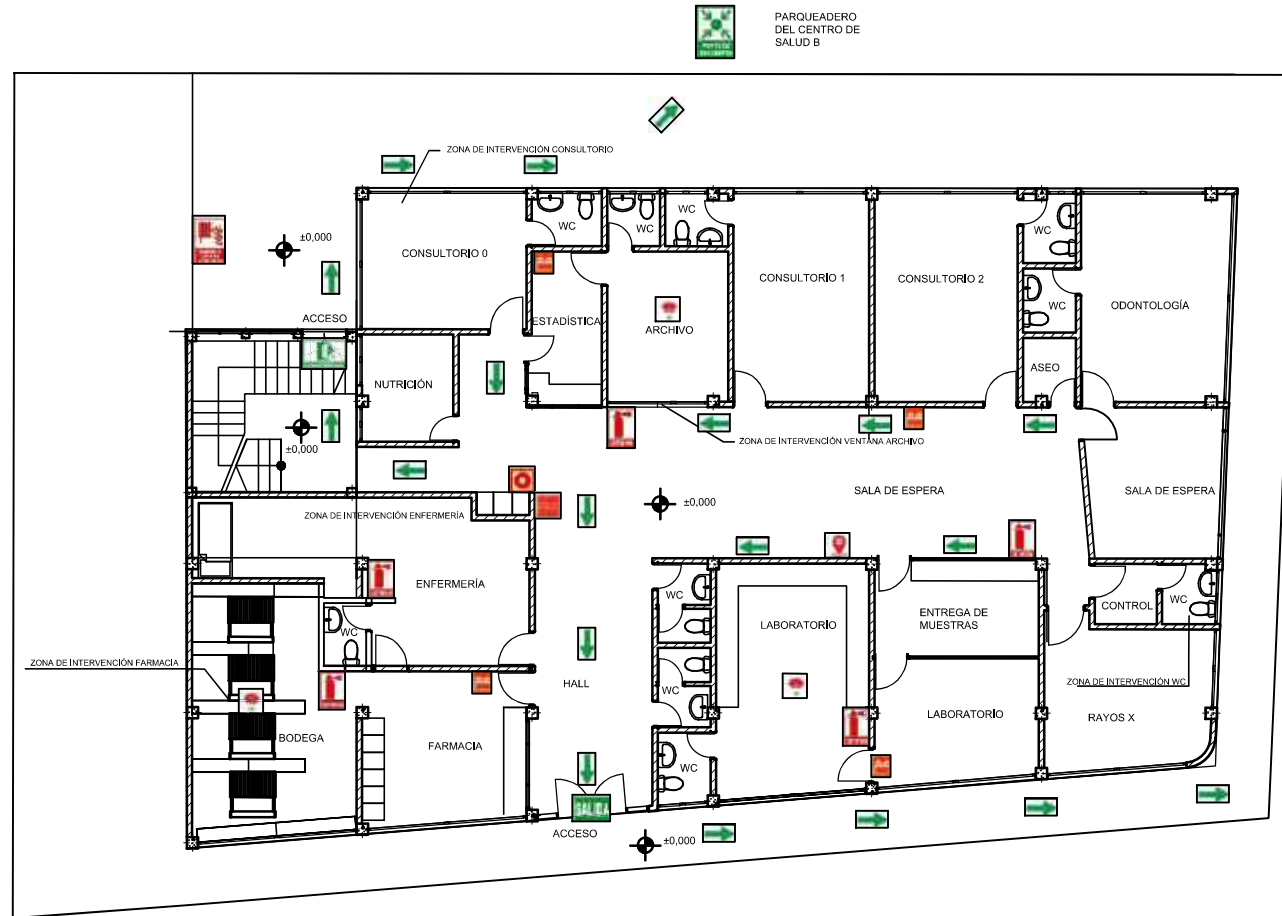 PARQUEADERO
DEL CENTRO DE
SALUD B
ZONA DE INTERVENCIÓN CONSULTORIO
WC
WC
WC
WC
±0,000
CONSULTORIO 0
CONSULTORIO 1
CONSULTORIO 2
WC
ODONTOLOGÍA
ACCESO
ESTADÍSTICA
ARCHIVO
NUTRICIÓN
ASEO
±0,000
ZONA DE INTERVENCIÓN VENTANA ARCHIVO
SALA DE ESPERA
SALA DE ESPERA
±0,000
ZONA DE INTERVENCIÓN ENFERMERÍA
ENFERMERÍA
WC
CONTROL
WC
ENTREGA DE
MUESTRAS
LABORATORIO
WC
ZONA DE INTERVENCIÓN FARMACIA
HALL
WC
ZONA DE INTERVENCIÓN WC
BODEGA
FARMACIA
LABORATORIO
RAYOS X
WC
SALIDA
ACCESO
±0,000